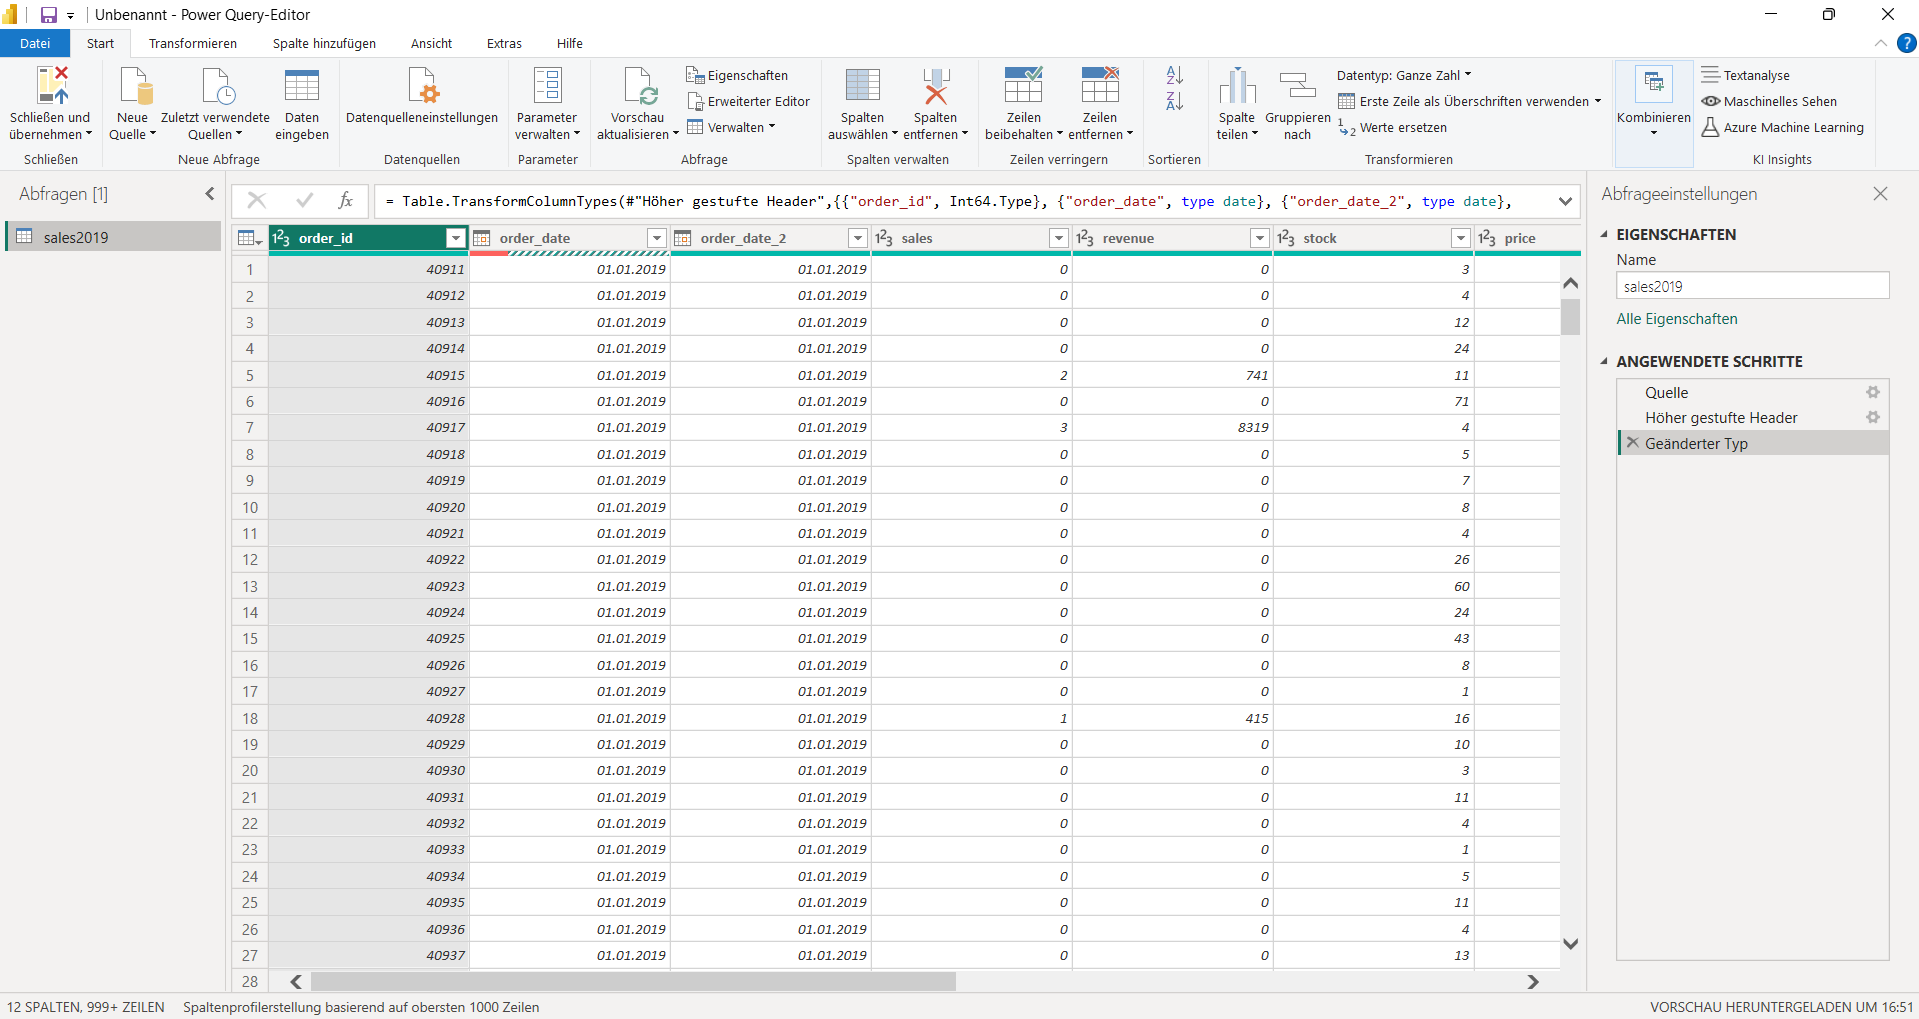 Unbenannt - Power Query-Editor
Datei Start Transformieren Spalte hinzufügen Ansicht Extras Hilfe
Schließen und übernehmen
Neue Quelle
Zuletzt verwendete Quellen
Daten eingeben
Datenquelleneinstellungen
Parameter verwalten
Vorschau aktualisieren
Eigenschaften
Erweiterter Editor
Verwalten
Spalten auswählen
Spalten entfernen
Zeilen beibehalten
Zeilen entfernen
Spalte teilen
Gruppieren nach
Datentyp: Ganze Zahl
Erste Zeile als Überschriften verwenden
Werte ersetzen
Kombinieren
Textanalyse
Maschinelles Sehen
Azure Machine Learning
Schließen Neue Abfrage Datenquellen Parameter Abfrage Spalten verwalten Zeilen verringern Sortieren Transformieren KI Insights
Abfragen [1]
sales2019
fx = Table.TransformColumnTypes(#"Höher gestufte Header",{{"order_id", Int64.Type}, {"order_date", type date}, {"order_date_2", type date},
order_id order_date order_date_2 sales revenue stock price
1 40911 01.01.2019 01.01.2019 0 0 3
2 40912 01.01.2019 01.01.2019 0 0 4
3 40913 01.01.2019 01.01.2019 0 0 12
4 40914 01.01.2019 01.01.2019 0 0 24
5 40915 01.01.2019 01.01.2019 2 741 11
6 40916 01.01.2019 01.01.2019 0 0 71
7 40917 01.01.2019 01.01.2019 3 8319 4
8 40918 01.01.2019 01.01.2019 0 0 5
9 40919 01.01.2019 01.01.2019 0 0 7
10 40920 01.01.2019 01.01.2019 0 0 8
11 40921 01.01.2019 01.01.2019 0 0 4
12 40922 01.01.2019 01.01.2019 0 0 26
13 40923 01.01.2019 01.01.2019 0 0 60
14 40924 01.01.2019 01.01.2019 0 0 24
15 40925 01.01.2019 01.01.2019 0 0 43
16 40926 01.01.2019 01.01.2019 0 0 8
17 40927 01.01.2019 01.01.2019 0 0 1
18 40928 01.01.2019 01.01.2019 1 415 16
19 40929 01.01.2019 01.01.2019 0 0 10
20 40930 01.01.2019 01.01.2019 0 0 3
21 40931 01.01.2019 01.01.2019 0 0 11
22 40932 01.01.2019 01.01.2019 0 0 4
23 40933 01.01.2019 01.01.2019 0 0 1
24 40934 01.01.2019 01.01.2019 0 0 5
25 40935 01.01.2019 01.01.2019 0 0 11
26 40936 01.01.2019 01.01.2019 0 0 4
27 40937 01.01.2019 01.01.2019 0 0 13
28
Abfrageeinstellungen
EIGENSCHAFTEN
Name
sales2019
Alle Eigenschaften
ANGEWENDETE SCHRITTE
Quelle
Höher gestufte Header
Geänderter Typ
12 SPALTEN, 999+ ZEILEN Spaltenprofilerstellung basierend auf obersten 1000 Zeilen VORSCHAU HERUNTERGELADEN UM 16:51